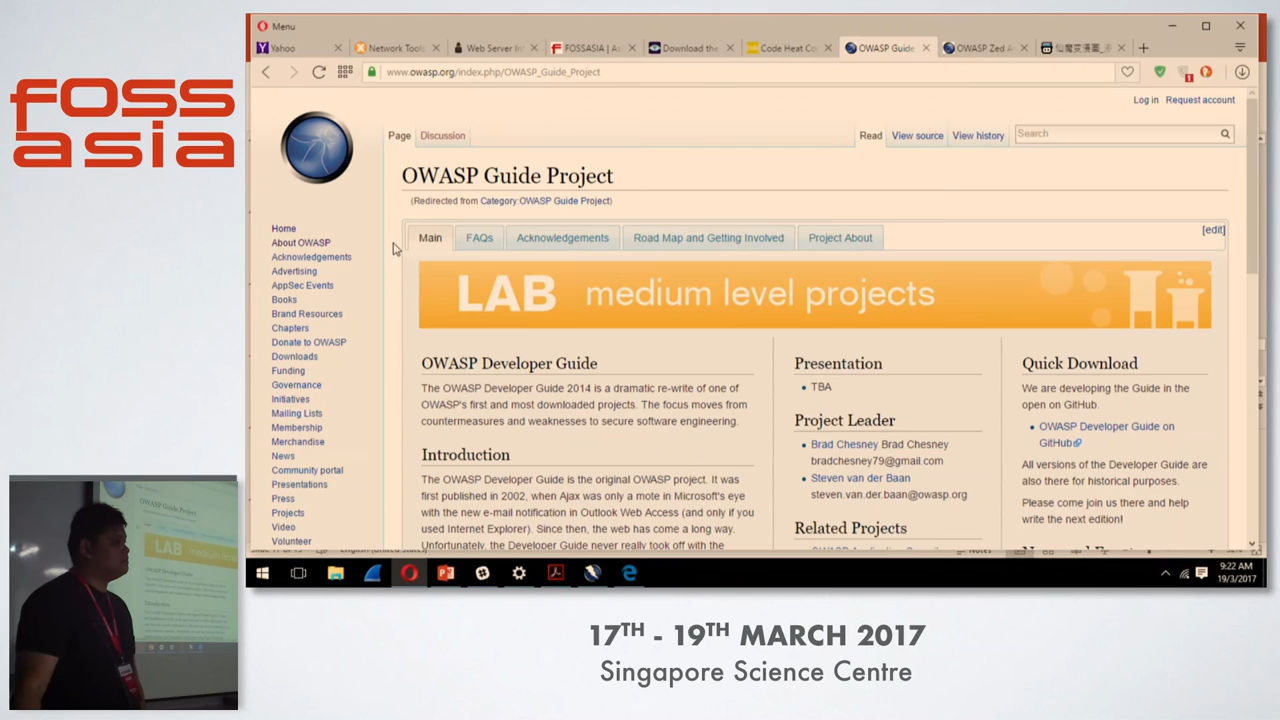 foss
asia
Menu
Yahoo
Network Tools
Web Server In
FOSSASIA | A
Download the
Code Heat Co
OWASP Guide
OWASP Zed A
www.owasp.org/index.php/OWASP_Guide_Project
1
Log in Request account
Page Discussion Read View source View history Search
OWASP Guide Project
(Redirected from Category:OWASP Guide Project)
Main FAQs Acknowledgements Road Map and Getting Involved Project About [edit]
LAB medium level projects
Home
About OWASP
Acknowledgements
Advertising
AppSec Events
Books
Brand Resources
Chapters
Donate to OWASP
Downloads
Funding
Governance
Initiatives
Mailing Lists
Membership
Merchandise
News
Community portal
Presentations
Press
Projects
Video
Volunteer
OWASP Developer Guide
The OWASP Developer Guide 2014 is a dramatic re-write of one of
OWASP's first and most downloaded projects. The focus moves from
countermeasures and weaknesses to secure software engineering.
Introduction
The OWASP Developer Guide is the original OWASP project. It was
first published in 2002, when Ajax was only a mote in Microsoft's eye
with the new e-mail notification in Outlook Web Access (and only if you
used Internet Explorer). Since then, the web has come a long way.
Unfortunately, the Developer Guide never really took off with the
Presentation
TBA
Project Leader
Brad Chesney Brad Chesney
bradchesney79@gmail.com
Steven van der Baan
steven.van.der.baan@owasp.org
Related Projects
Quick Download
We are developing the Guide in the
open on GitHub.
OWASP Developer Guide on
GitHub
All versions of the Developer Guide are
also there for historical purposes.
Please come join us there and help
write the next edition!
9:22 AM
19/3/2017
OWASP Guide Project
LAB medium level
17TH - 19TH MARCH 2017
Singapore Science Centre